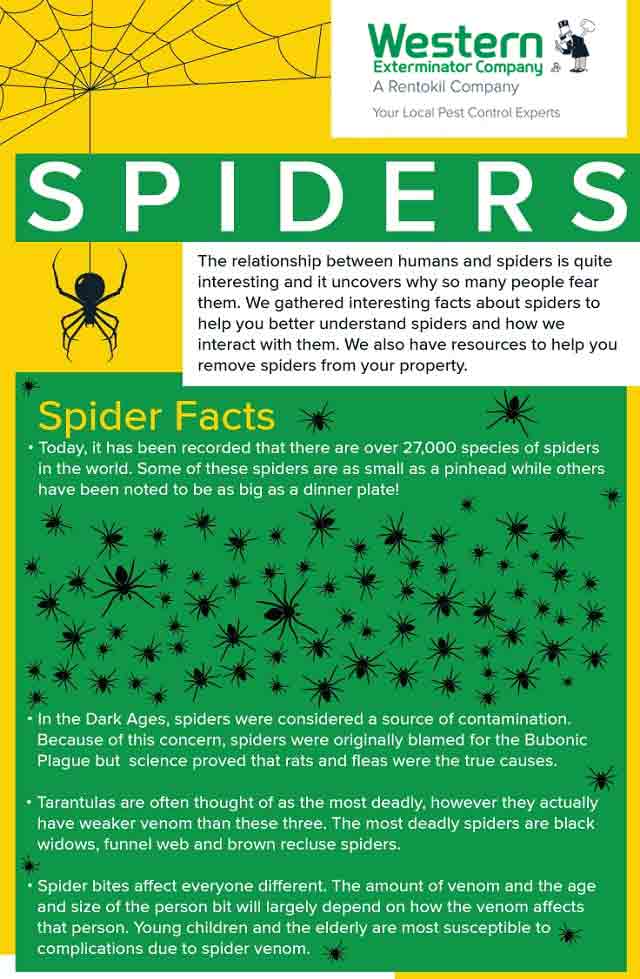 Western
Exterminator Company
A Rentokil Company
Your Local Pest Control Experts
SPIDERS
The relationship between humans and spiders is quite
interesting and it uncovers why so many people fear
them. We gathered interesting facts about spiders to
help you better understand spiders and how we
interact with them. We also have resources to help you
remove spiders from your property.
Spider Facts
• Today, it has been recorded that there are over 27,000 species of spiders
in the world. Some of these spiders are as small as a pinhead while others
have been noted to be as big as a dinner plate!
• In the Dark Ages, spiders were considered a source of contamination.
Because of this concern, spiders were originally blamed for the Bubonic
Plague but science proved that rats and fleas were the true causes.
• Tarantulas are often thought of as the most deadly, however they actually
have weaker venom than these three. The most deadly spiders are black
widows, funnel web and brown recluse spiders.
• Spider bites affect everyone different. The amount of venom and the age
and size of the person bit will largely depend on how the venom affects
that person. Young children and the elderly are most susceptible to
complications due to spider venom.